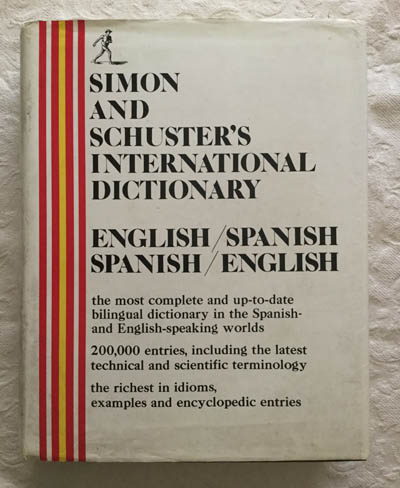 SIMON
AND
SCHUSTER'S
INTERNATIONAL
DICTIONARY
ENGLISH/SPANISH
SPANISH/ENGLISH
the most complete and up-to-date
bilingual dictionary in the Spanish-
and English-speaking worlds
200,000 entries, including the latest
technical and scientific terminology
the richest in idioms,
examples and encyclopedic entries